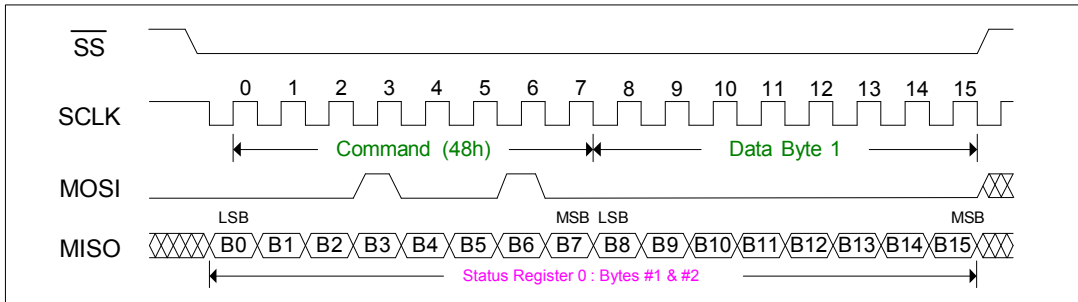 SS
0 1 2 3 4 5 6 7 8 9 10 11 12 13 14 15
SCLK
Command (48h) Data Byte 1
MOSI
LSB MSB LSB MSB
MISO B0 B1 B2 B3 B4 B5 B6 B7 B8 B9 B10 B11 B12 B13 B14 B15
Status Register 0 : Bytes #1 & #2